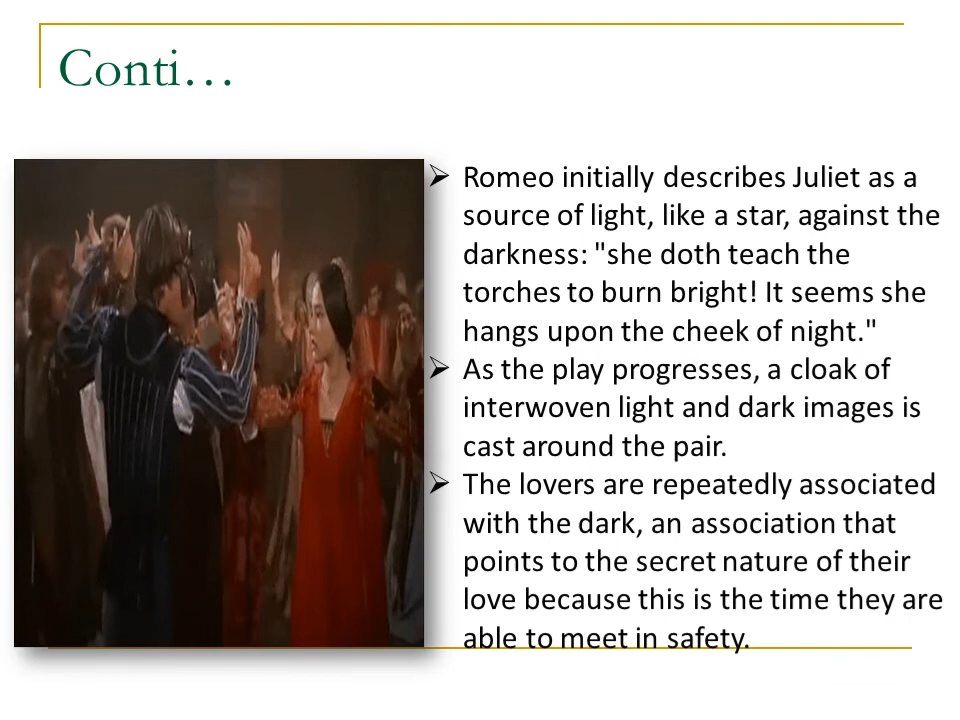 Conti…
➢ Romeo initially describes Juliet as a
source of light, like a star, against the
darkness: "she doth teach the
torches to burn bright! It seems she
hangs upon the cheek of night."
➢ As the play progresses, a cloak of
interwoven light and dark images is
cast around the pair.
➢ The lovers are repeatedly associated
with the dark, an association that
points to the secret nature of their
love because this is the time they are
able to meet in safety.